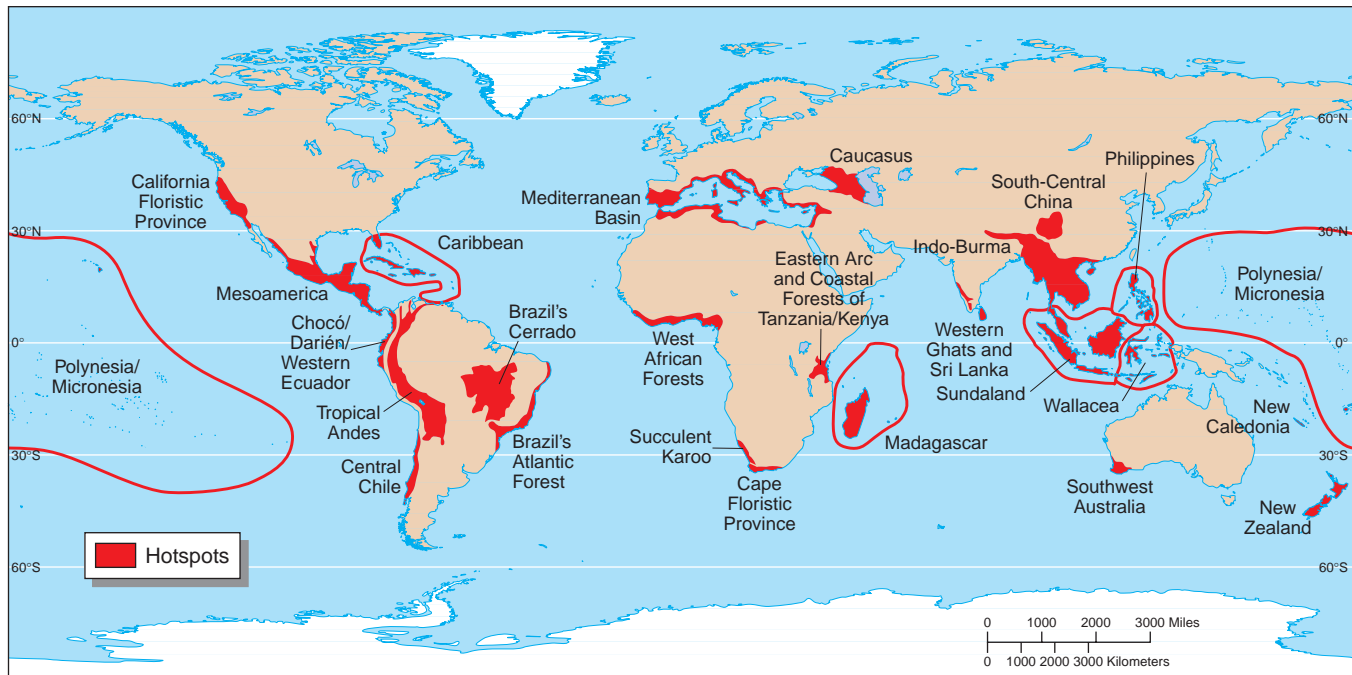 60°N
60°N
Caucasus
Philippines
California
Floristic
Province
Mediterranean
Basin
South-Central
China
30°N
30°N
Caribbean
Indo-Burma
Eastern Arc
and Coastal
Forests of
Tanzania/Kenya
Polynesia/
Micronesia
Mesoamerica
Brazil's
Cerrado
Chocó/
Darién/
Western
Ecuador
West
African
Forests
Western
Ghats and
Sri Lanka
0°
0°
Polynesia/
Micronesia
Sundaland
Wallacea
Tropical
Andes
New
Caledonia
Madagascar
Succulent
Karoo
Brazil's
Atlantic
Forest
30°S
30°S
Central
Chile
Cape
Floristic
Province
Southwest
Australia
New
Zealand
Hotspots
60°S
60°S
0 1000 2000 3000 Miles
0 1000 2000 3000 Kilometers